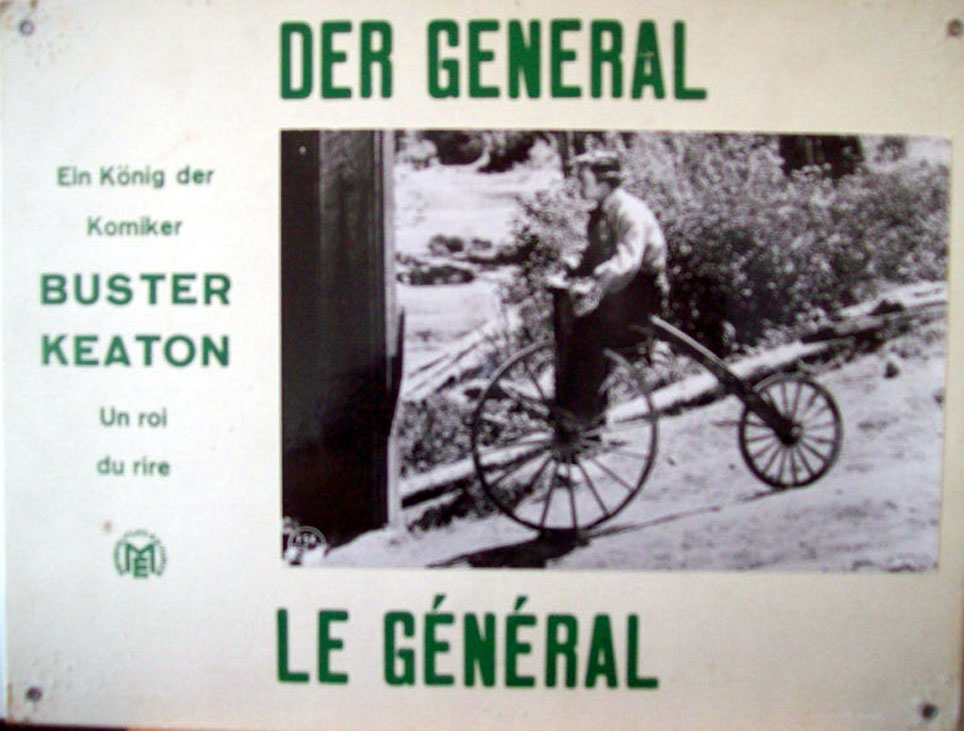 DER GENERAL
Ein König der
Komiker
BUSTER
KEATON
Un roi
du rire
LE GÉNÉRAL